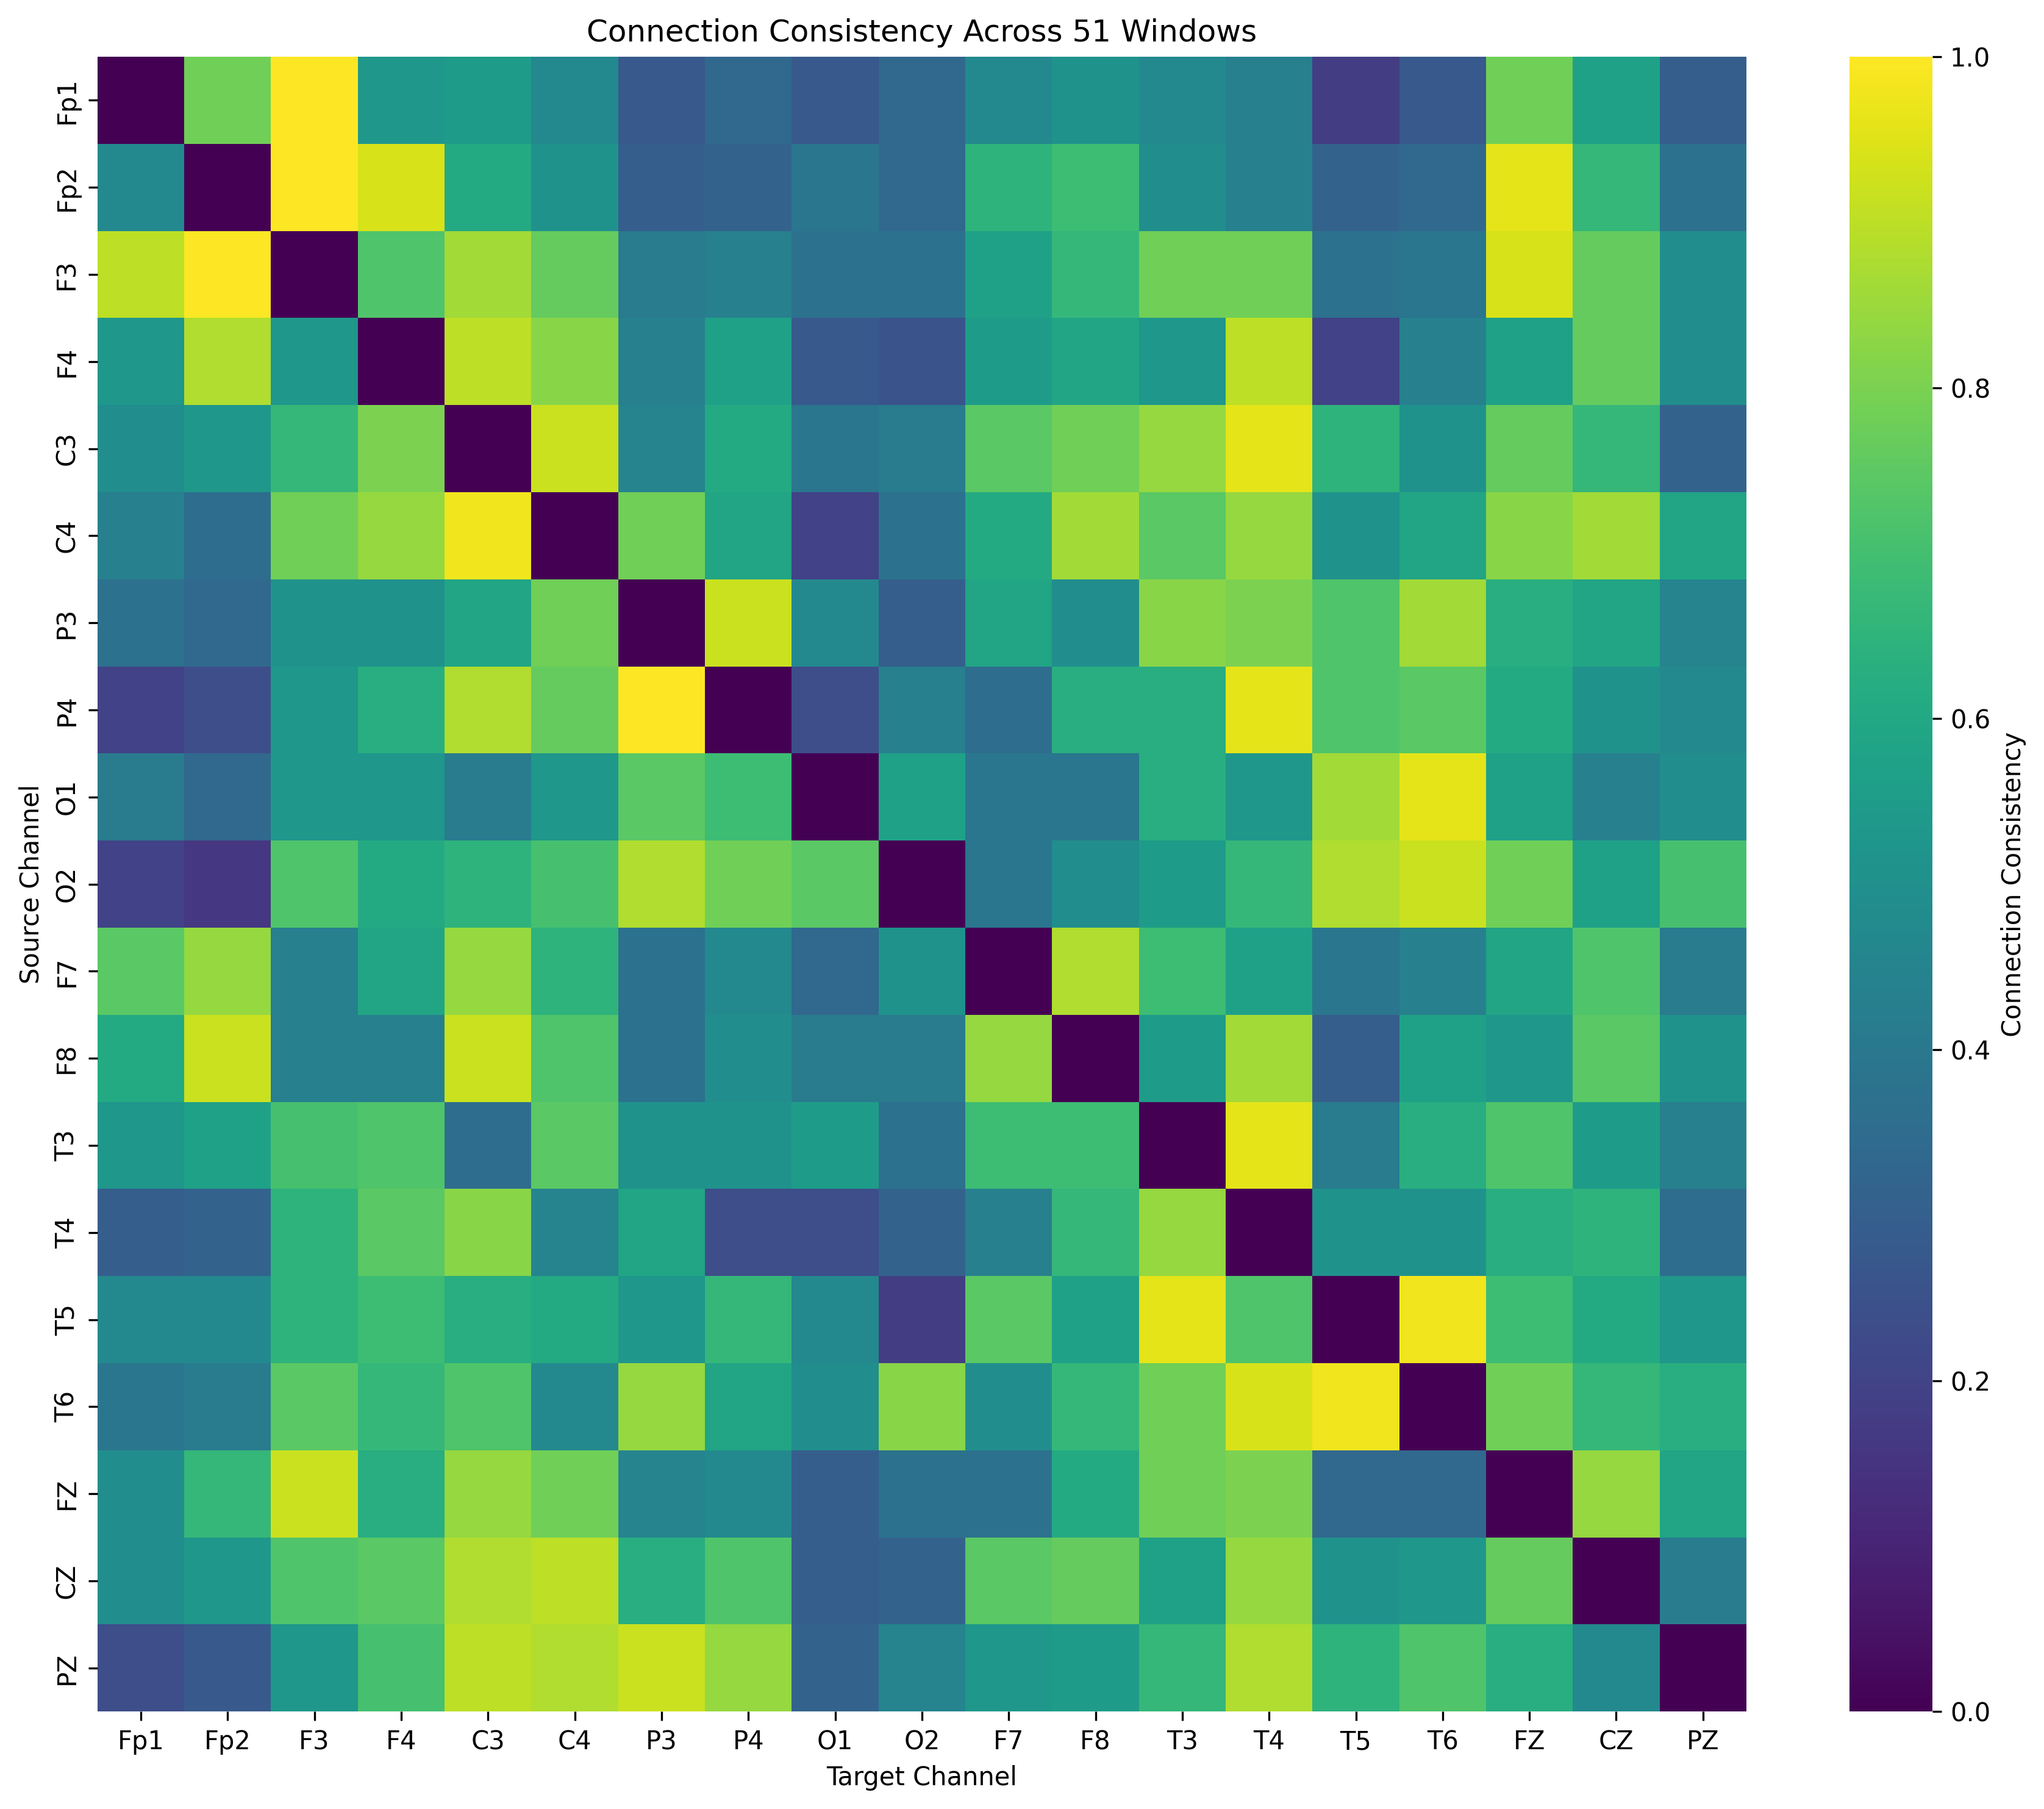 Connection Consistency Across 51 Windows
Source Channel
Fp1
Fp2
F3
F4
C3
C4
P3
P4
O1
O2
F7
F8
T3
T4
T5
T6
FZ
CZ
PZ
Fp1 Fp2 F3 F4 C3 C4 P3 P4 O1 O2 F7 F8 T3 T4 T5 T6 FZ CZ PZ
Target Channel
1.0
0.8
0.6
0.4
0.2
0.0
Connection Consistency